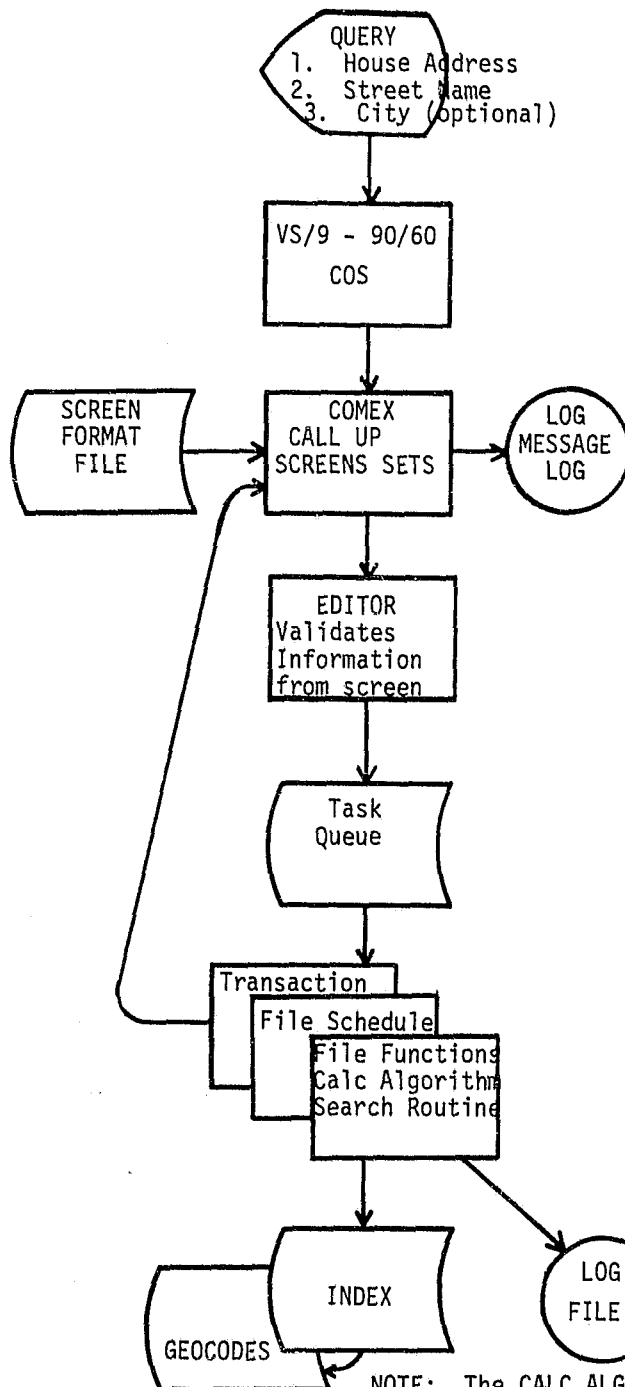 QUERY
1. House Address
2. Street Name
3. City (optional)
VS/9 - 90/60
COS
SCREEN
FORMAT
FILE
COMEX
CALL UP
SCREENS SETS
LOG
MESSAGE
LOG
EDITOR
Validates
Information
from screen
Task
Queue
Transaction
File Schedule
File Functions
Calc Algorithm
Search Routine
INDEX
LOG
FILE
GEOCODES
NOTE: The CALC ALG